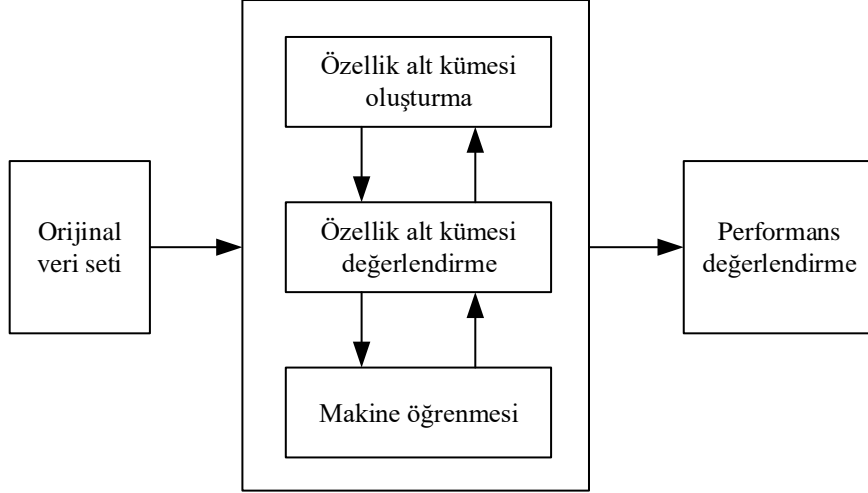 Orijinal
veri seti
Özellik alt kümesi
oluşturma
Özellik alt kümesi
değerlendirme
Makine öğrenmesi
Performans
değerlendirme